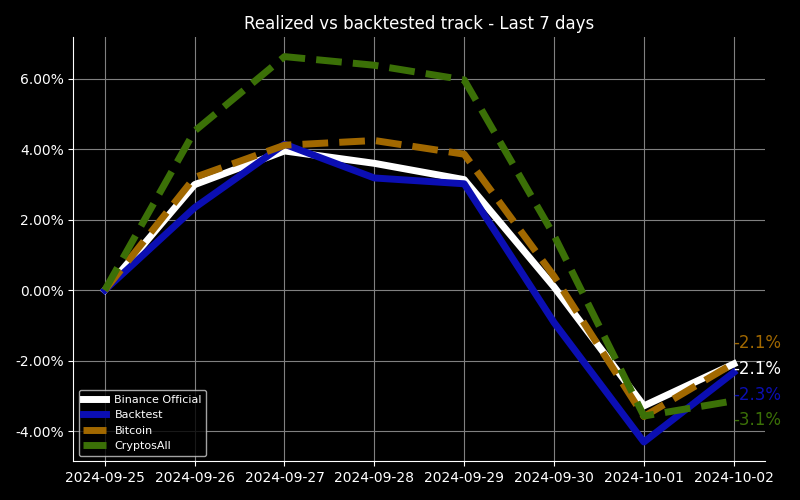 Realized vs backtested track - Last 7 days
6.00%
4.00%
2.00%
0.00%
-2.00%
-4.00%
-2.1%
-2.1%
-2.3%
-3.1%
Binance Official
Backtest
Bitcoin
CryptosAll
2024-09-25 2024-09-26 2024-09-27 2024-09-28 2024-09-29 2024-09-30 2024-10-01 2024-10-02